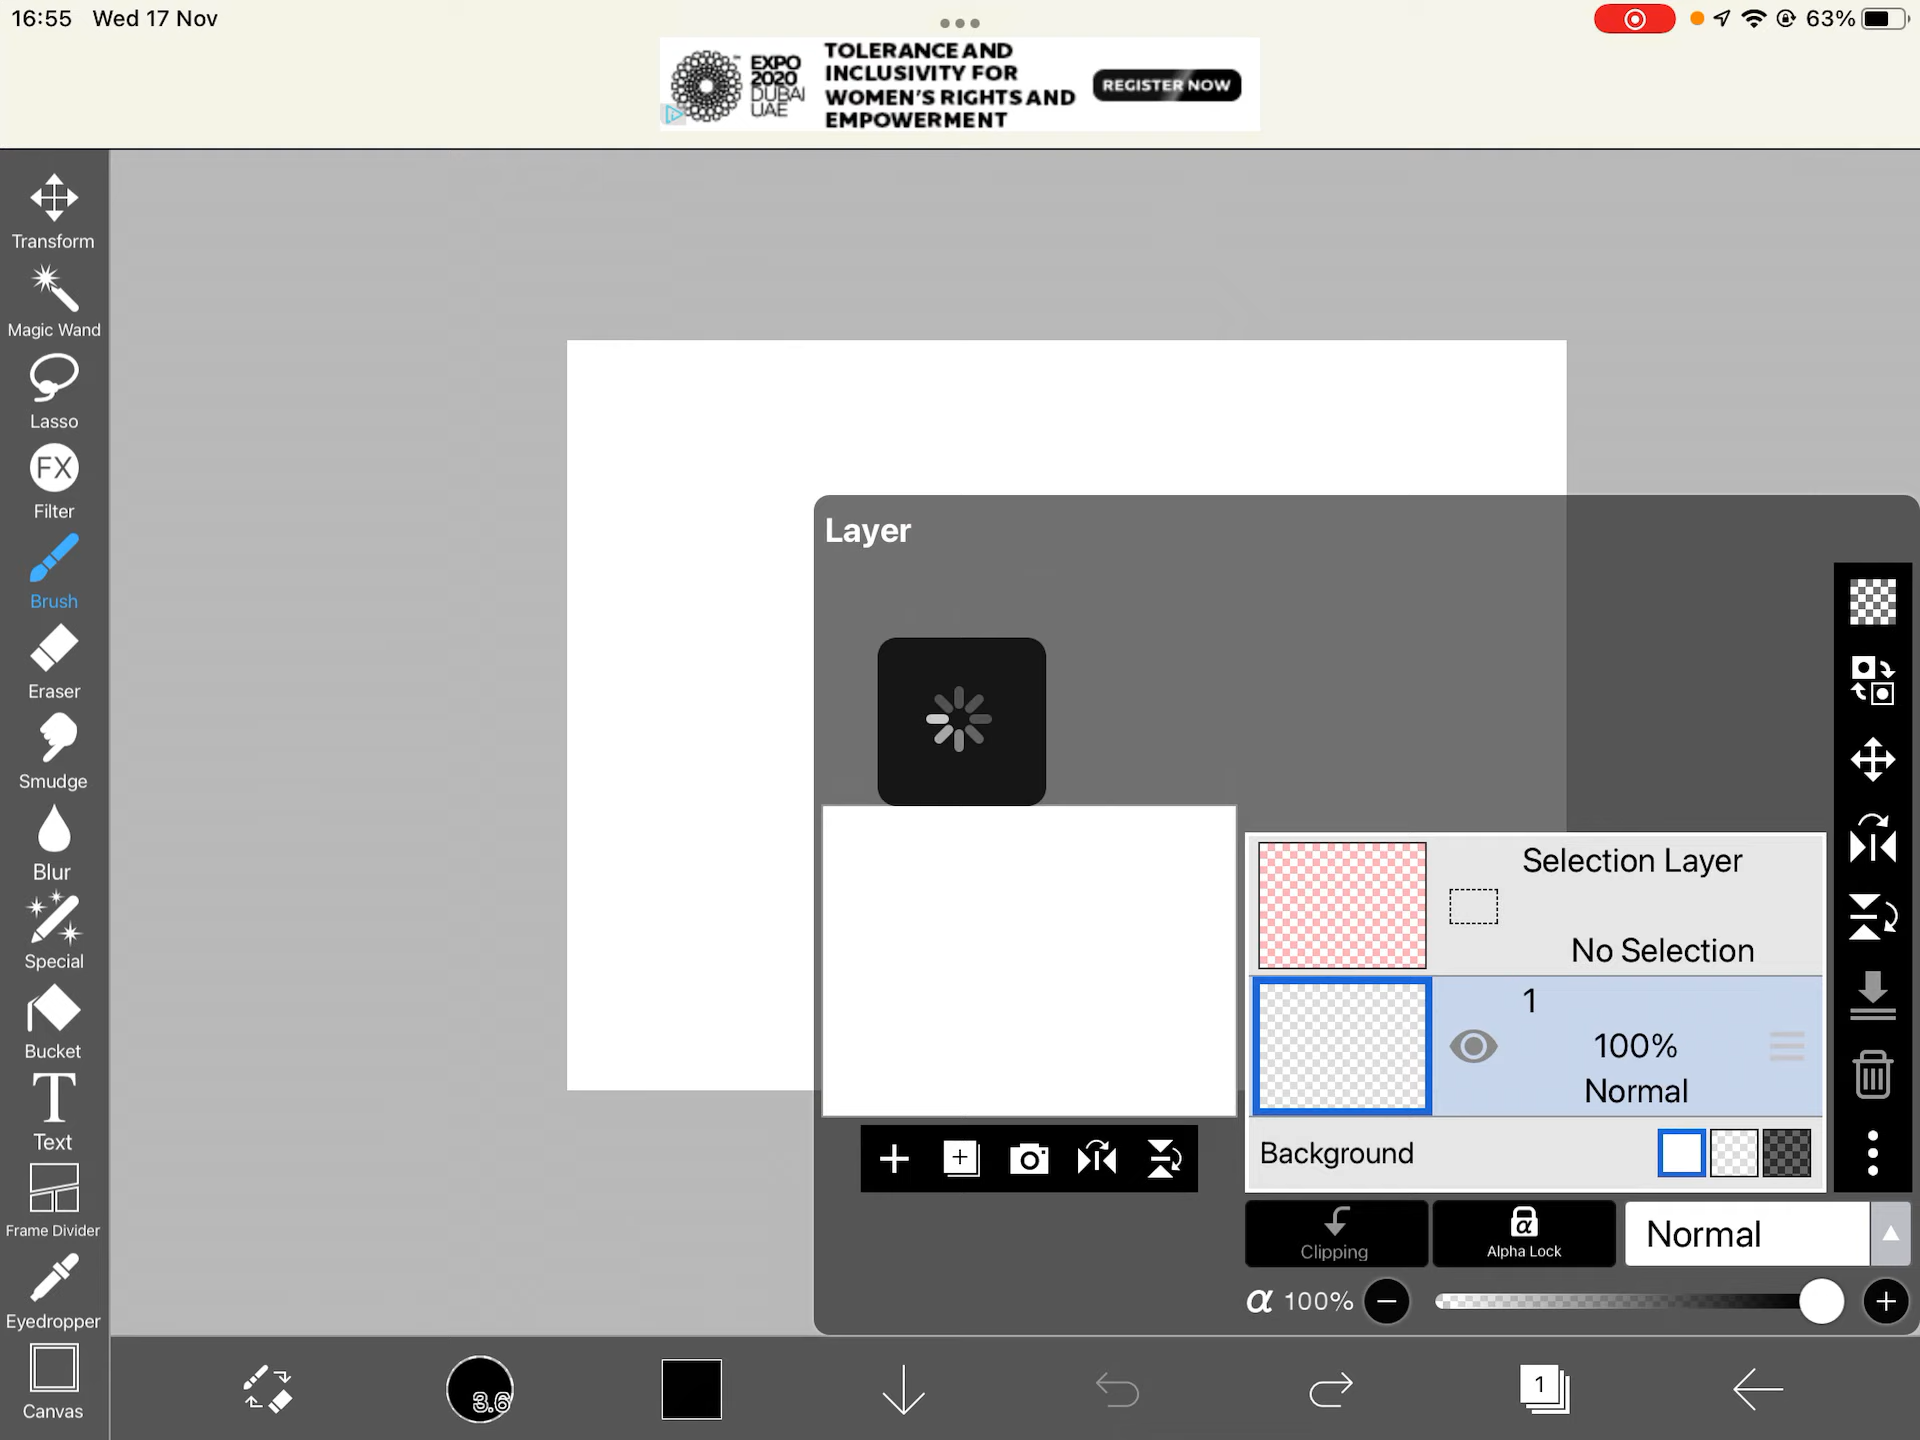 16:55 Wed 17 Nov
63%
EXPO
2020
DUBAI
UAE
TOLERANCE AND
INCLUSIVITY FOR
WOMEN'S RIGHTS AND
EMPOWERMENT
REGISTER NOW
Transform
Magic Wand
Lasso
FX
Filter
Brush
Eraser
Smudge
Blur
Special
Bucket
T
Text
Frame Divider
Eyedropper
Canvas
Layer
Selection Layer
No Selection
1
100%
Normal
Background
Clipping
α
Alpha Lock
Normal
α 100%
3.6
1